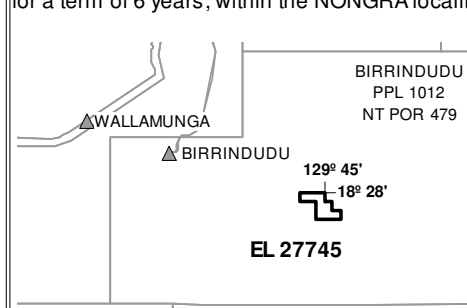 for a term of 6 years, within the NONGRA locali
BIRRINDUDU
PPL 1012
NT POR 479
WALLAMUNGA
BIRRINDUDU
129º 45'
18º 28'
EL 27745